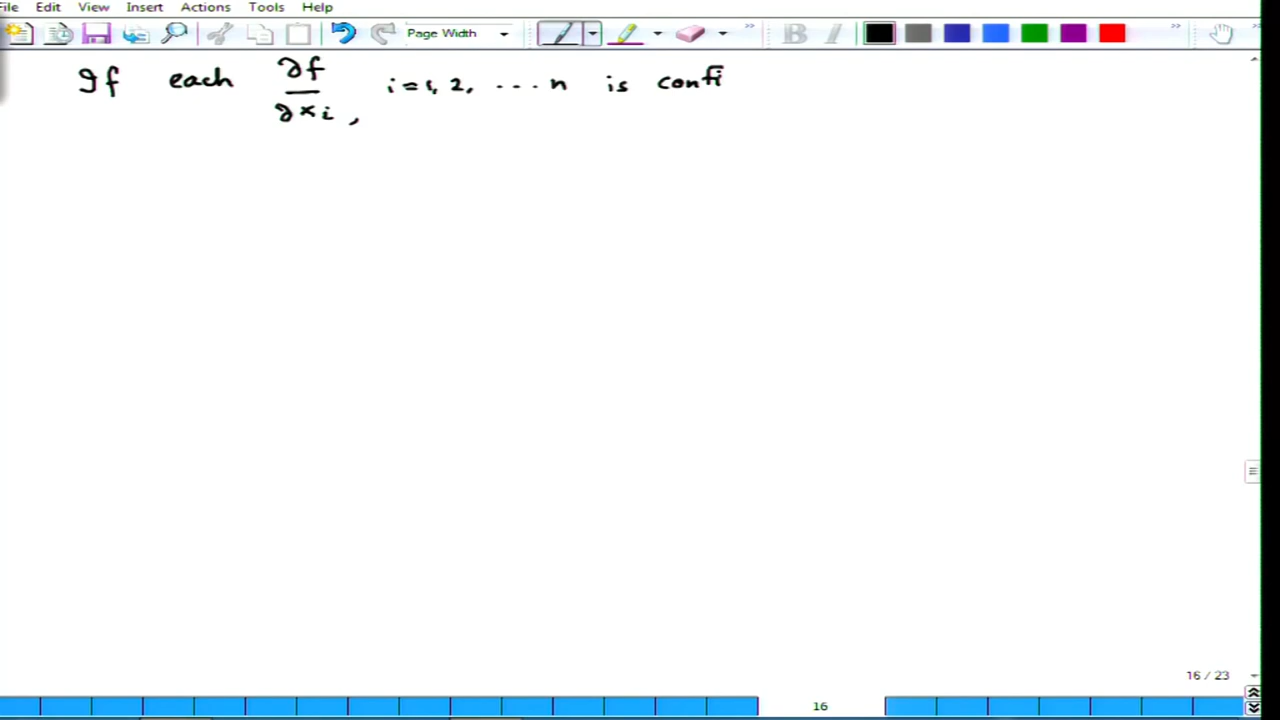 File Edit View Insert Actions Tools Help
Page Width
If each ∂f/∂xi, i=1, 2, ... n is conti
16 / 23
16